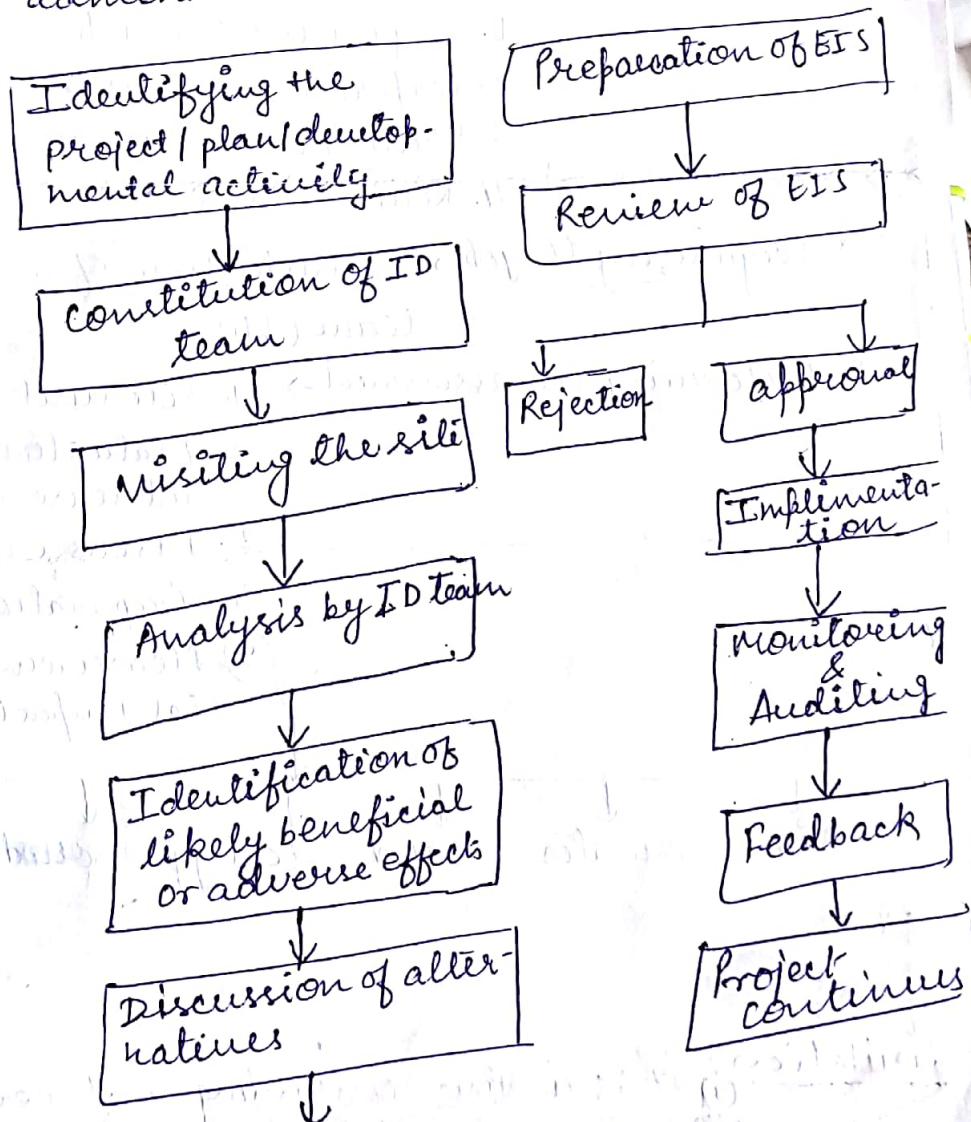 Identifying the
project/plan/develop-
mental activity
Constitution of ID
team
Visiting the site
Analysis by ID team
Identification of
likely beneficial
or adverse effects
Discussion of alter-
natives
Preparation of EIS
Review of EIS
Rejection
approval
Implimenta-
tion
Monitoring
&
Auditing
Feedback
Project
continues